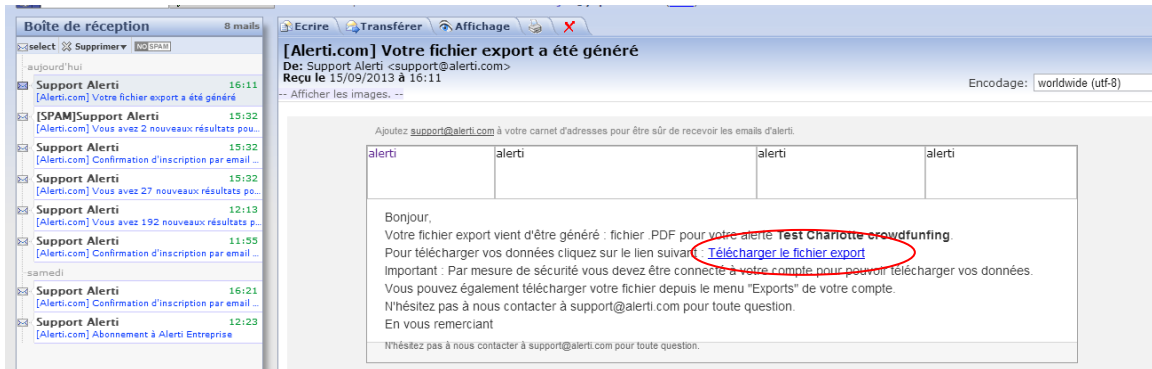 Boîte de réception 8 mails
select Supprimer▾ NO SPAM
aujourd'hui
Support Alerti 16:11
[Alerti.com] Votre fichier export a été généré
[SPAM]Support Alerti 15:32
[Alerti.com] Vous avez 2 nouveaux résultats pou...
Support Alerti 15:32
[Alerti.com] Confirmation d'inscription par email ...
Support Alerti 15:32
[Alerti.com] Vous avez 27 nouveaux résultats po...
Support Alerti 12:13
[Alerti.com] Vous avez 192 nouveaux résultats p...
Support Alerti 11:55
[Alerti.com] Confirmation d'inscription par email ...
samedi
Support Alerti 16:21
[Alerti.com] Confirmation d'inscription par email ...
Support Alerti 12:23
[Alerti.com] Abonnement à Alerti Entreprise
Ecrire Transférer Affichage X
[Alerti.com] Votre fichier export a été généré
De: Support Alerti <support@alerti.com>
Reçu le 15/09/2013 à 16:11
Encodage: worldwide (utf-8)
-- Afficher les images. --
Ajoutez support@alerti.com à votre carnet d'adresses pour être sûr de recevoir les emails d'alerti.
alerti alerti alerti alerti
Bonjour,
Votre fichier export vient d'être généré : fichier .PDF pour votre alerte Test Charlotte crowdfunfing.
Pour télécharger vos données cliquez sur le lien suivant : Télécharger le fichier export
Important : Par mesure de sécurité vous devez être connecté à votre compte pour pouvoir télécharger vos données.
Vous pouvez également télécharger votre fichier depuis le menu "Exports" de votre compte.
N'hésitez pas à nous contacter à support@alerti.com pour toute question.
En vous remerciant
N'hésitez pas à nous contacter à support@alerti.com pour toute question.